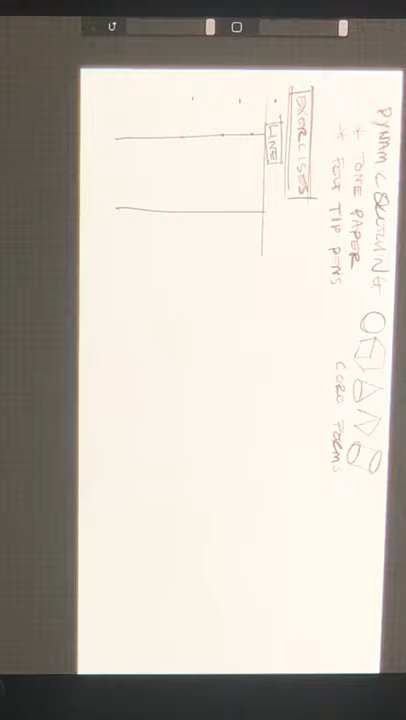 DYNAMIC SKETCHING
* TONE PAPER
* FELT TIP PENS
CORE FORMS
EXERCISES
LINE